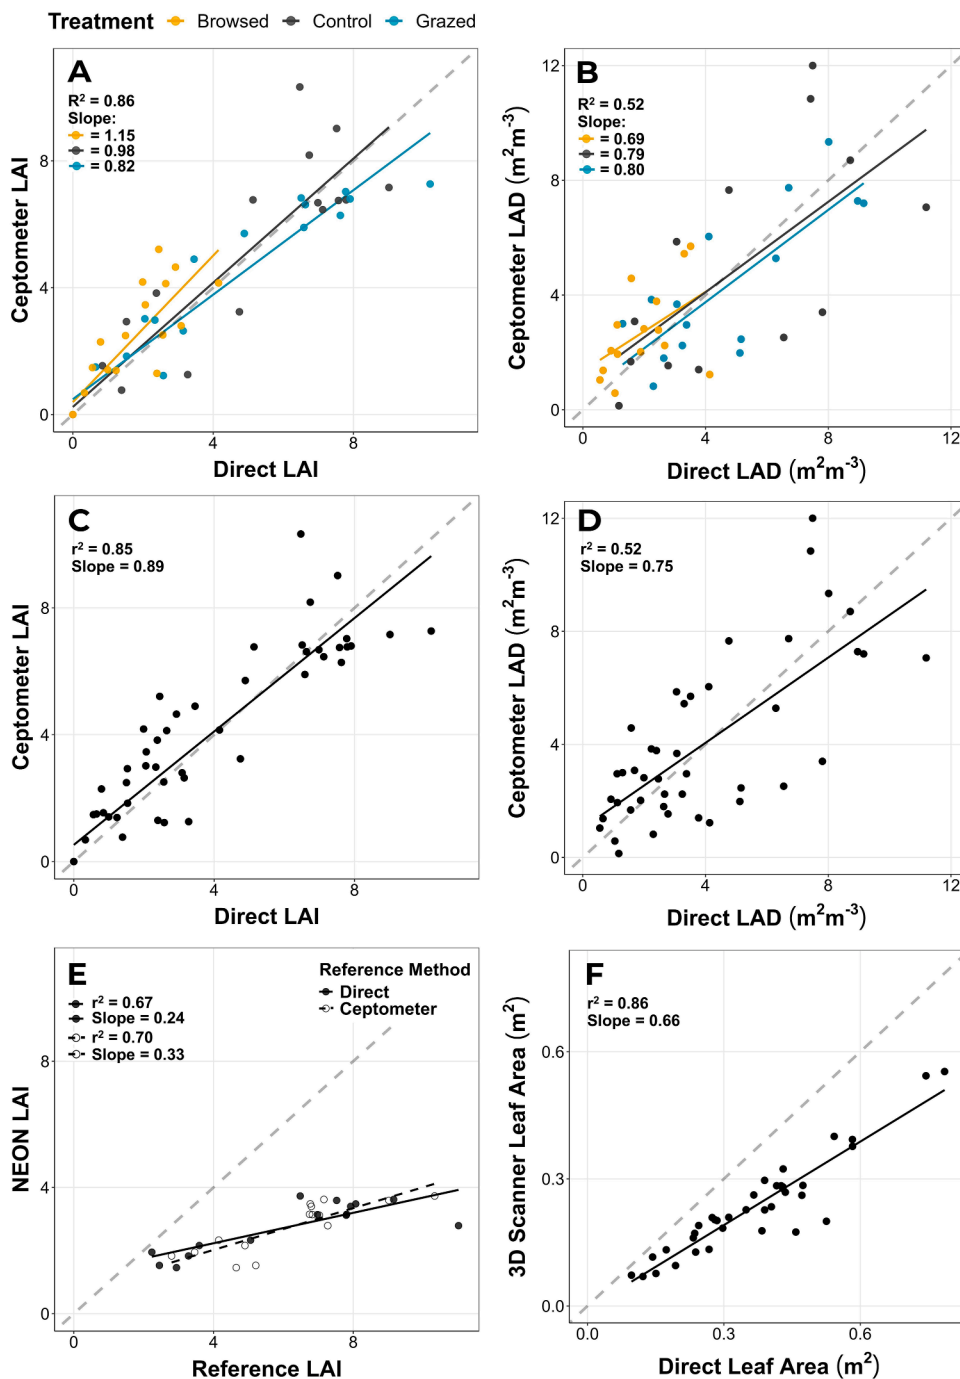 Treatment Browsed Control Grazed
A
R² = 0.86
Slope:
= 1.15
= 0.98
= 0.82
Ceptometer LAI
8
4
0
0 4 8
Direct LAI
B
R² = 0.52
Slope:
= 0.69
= 0.79
= 0.80
Ceptometer LAD (m²m⁻³)
12
8
4
0
0 4 8 12
Direct LAD (m²m⁻³)
C
r² = 0.85
Slope = 0.89
Ceptometer LAI
8
4
0
0 4 8
Direct LAI
D
r² = 0.52
Slope = 0.75
Ceptometer LAD (m²m⁻³)
12
8
4
0
0 4 8 12
Direct LAD (m²m⁻³)
E
r² = 0.67
Slope = 0.24
r² = 0.70
Slope = 0.33
Reference Method
Direct
Ceptometer
NEON LAI
8
4
0
0 4 8
Reference LAI
F
r² = 0.86
Slope = 0.66
3D Scanner Leaf Area (m²)
0.6
0.3
0.0
0.0 0.3 0.6
Direct Leaf Area (m²)